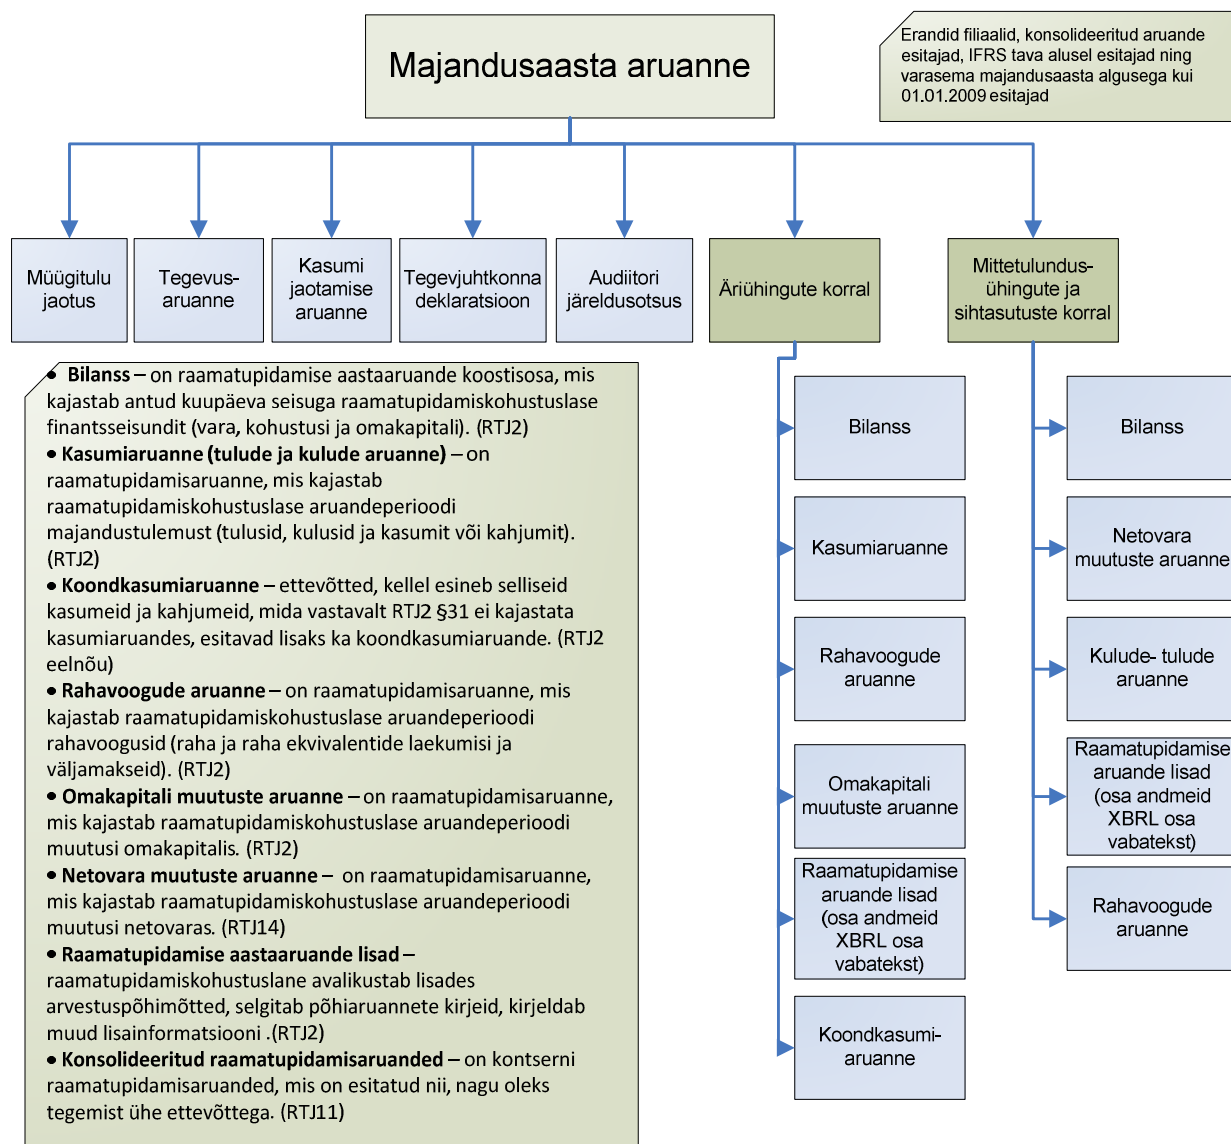 Majandusaasta aruanne
Erandid filiaalid, konsolideeritud aruande
esitajad, IFRS tava alusel esitajad ning
varasema majandusaasta algusega kui
01.01.2009 esitajad
Müügitulu
jaotus
Tegevus-
aruanne
Kasumi
jaotamise
aruanne
Tegevjuhtkonna
deklaratsioon
Audiitori
järeldusotsus
Äriühingute korral
Mittetulundus-
ühingute ja
sihtasutuste korral
• Bilanss – on raamatupidamise aastaaruande koostisosa, mis
kajastab antud kuupäeva seisuga raamatupidamiskohustuslase
finantsseisundit (vara, kohustusi ja omakapitali). (RTJ2)
• Kasumiaruanne (tulude ja kulude aruanne) – on
raamatupidamisaruanne, mis kajastab
raamatupidamiskohustuslase aruandeperioodi
majandustulemust (tulusid, kulusid ja kasumit või kahjumit).
(RTJ2)
• Koondkasumiaruanne – ettevõtted, kellel esineb selliseid
kasumeid ja kahjumeid, mida vastavalt RTJ2 §31 ei kajastata
kasumiaruandes, esitavad lisaks ka koondkasumiaruande. (RTJ2
eelnõu)
• Rahavoogude aruanne – on raamatupidamisaruanne, mis
kajastab raamatupidamiskohustuslase aruandeperioodi
rahavoogusid (raha ja raha ekvivalentide laekumisi ja
väljamakseid). (RTJ2)
• Omakapitali muutuste aruanne – on raamatupidamisaruanne,
mis kajastab raamatupidamiskohustuslase aruandeperioodi
muutusi omakapitalis. (RTJ2)
• Netovara muutuste aruanne – on raamatupidamisaruanne,
mis kajastab raamatupidamiskohustuslase aruandeperioodi
muutusi netovaras. (RTJ14)
• Raamatupidamise aastaaruande lisad –
raamatupidamiskohustuslane avalikustab lisades
arvestuspõhimõtted, selgitab põhiaruannete kirjeid, kirjeldab
muud lisainformatsiooni .(RTJ2)
• Konsolideeritud raamatupidamisaruanded – on kontserni
raamatupidamisaruanded, mis on esitatud nii, nagu oleks
tegemist ühe ettevõttega. (RTJ11)
Bilanss
Kasumiaruanne
Rahavoogude
aruanne
Omakapitali
muutuste aruanne
Raamatupidamise
aruande lisad
(osa andmeid
XBRL osa
vabatekst)
Koondkasumi-
aruanne
Bilanss
Netovara
muutuste aruanne
Kulude- tulude
aruanne
Raamatupidamise
aruande lisad
(osa andmeid
XBRL osa
vabatekst)
Rahavoogude
aruanne